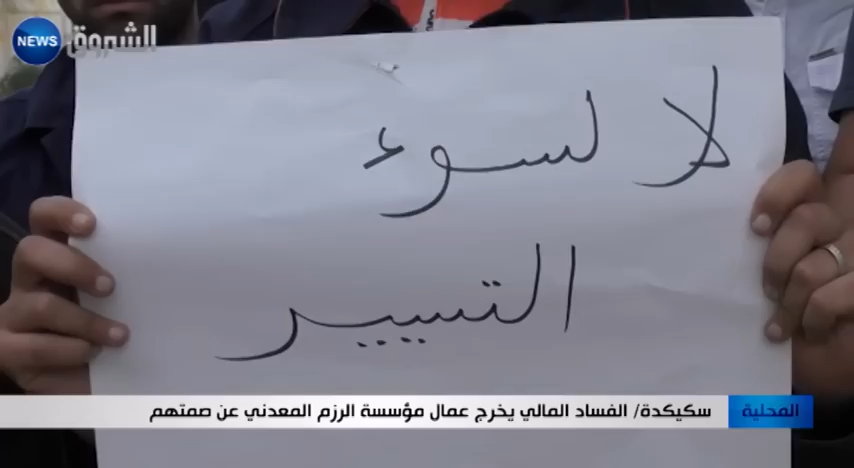 NEWS الشروق
لا لسوء
التسيير
المحلية سكيكدة/ الفساد المالي يخرج عمال مؤسسة الرزم المعدني عن صمتهم